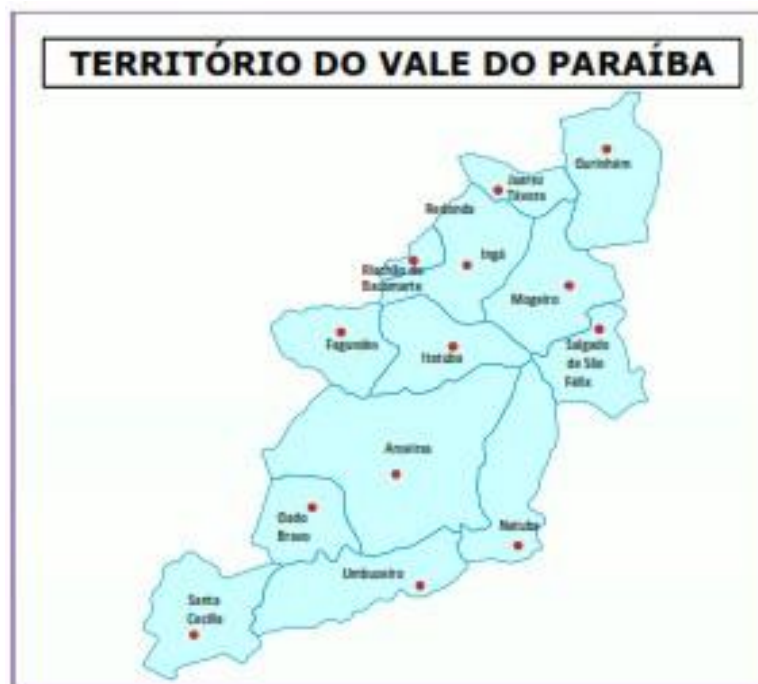 TERRITÓRIO DO VALE DO PARAÍBA
Gurinhém
Juarez
Távora
Redondo
Ingá
Riachão do
Bacamarte
Mogeiro
Fagundes
Itatuba
Salgado
de São
Félix
Aroeiras
Gado
Bravo
Natuba
Umbuzeiro
Santa
Cecília